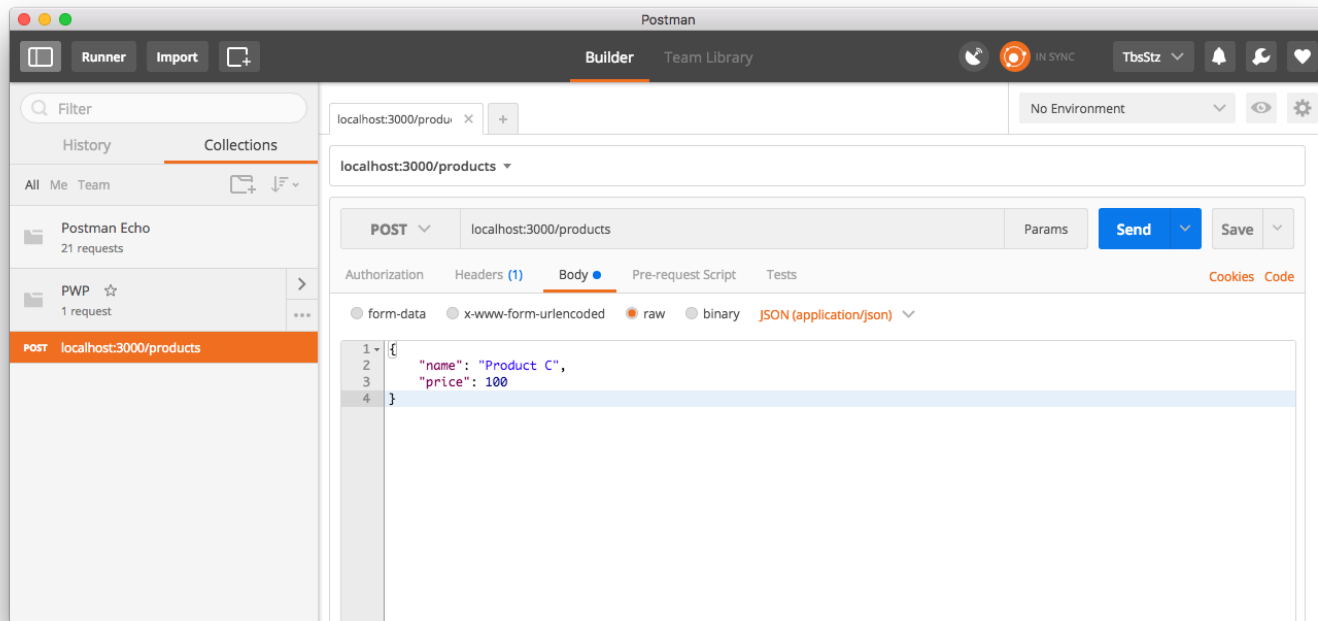 Postman
Runner Import Builder Team Library IN SYNC TbsStz
Filter
History Collections
All Me Team
Postman Echo
21 requests
PWP
1 request
•••
POST localhost:3000/products
localhost:3000/produ
+
No Environment
localhost:3000/products
POST localhost:3000/products Params Send Save
Authorization Headers (1) Body Pre-request Script Tests Cookies Code
form-data x-www-form-urlencoded raw binary JSON (application/json)
1 {
2 "name": "Product C",
3 "price": 100
4 }